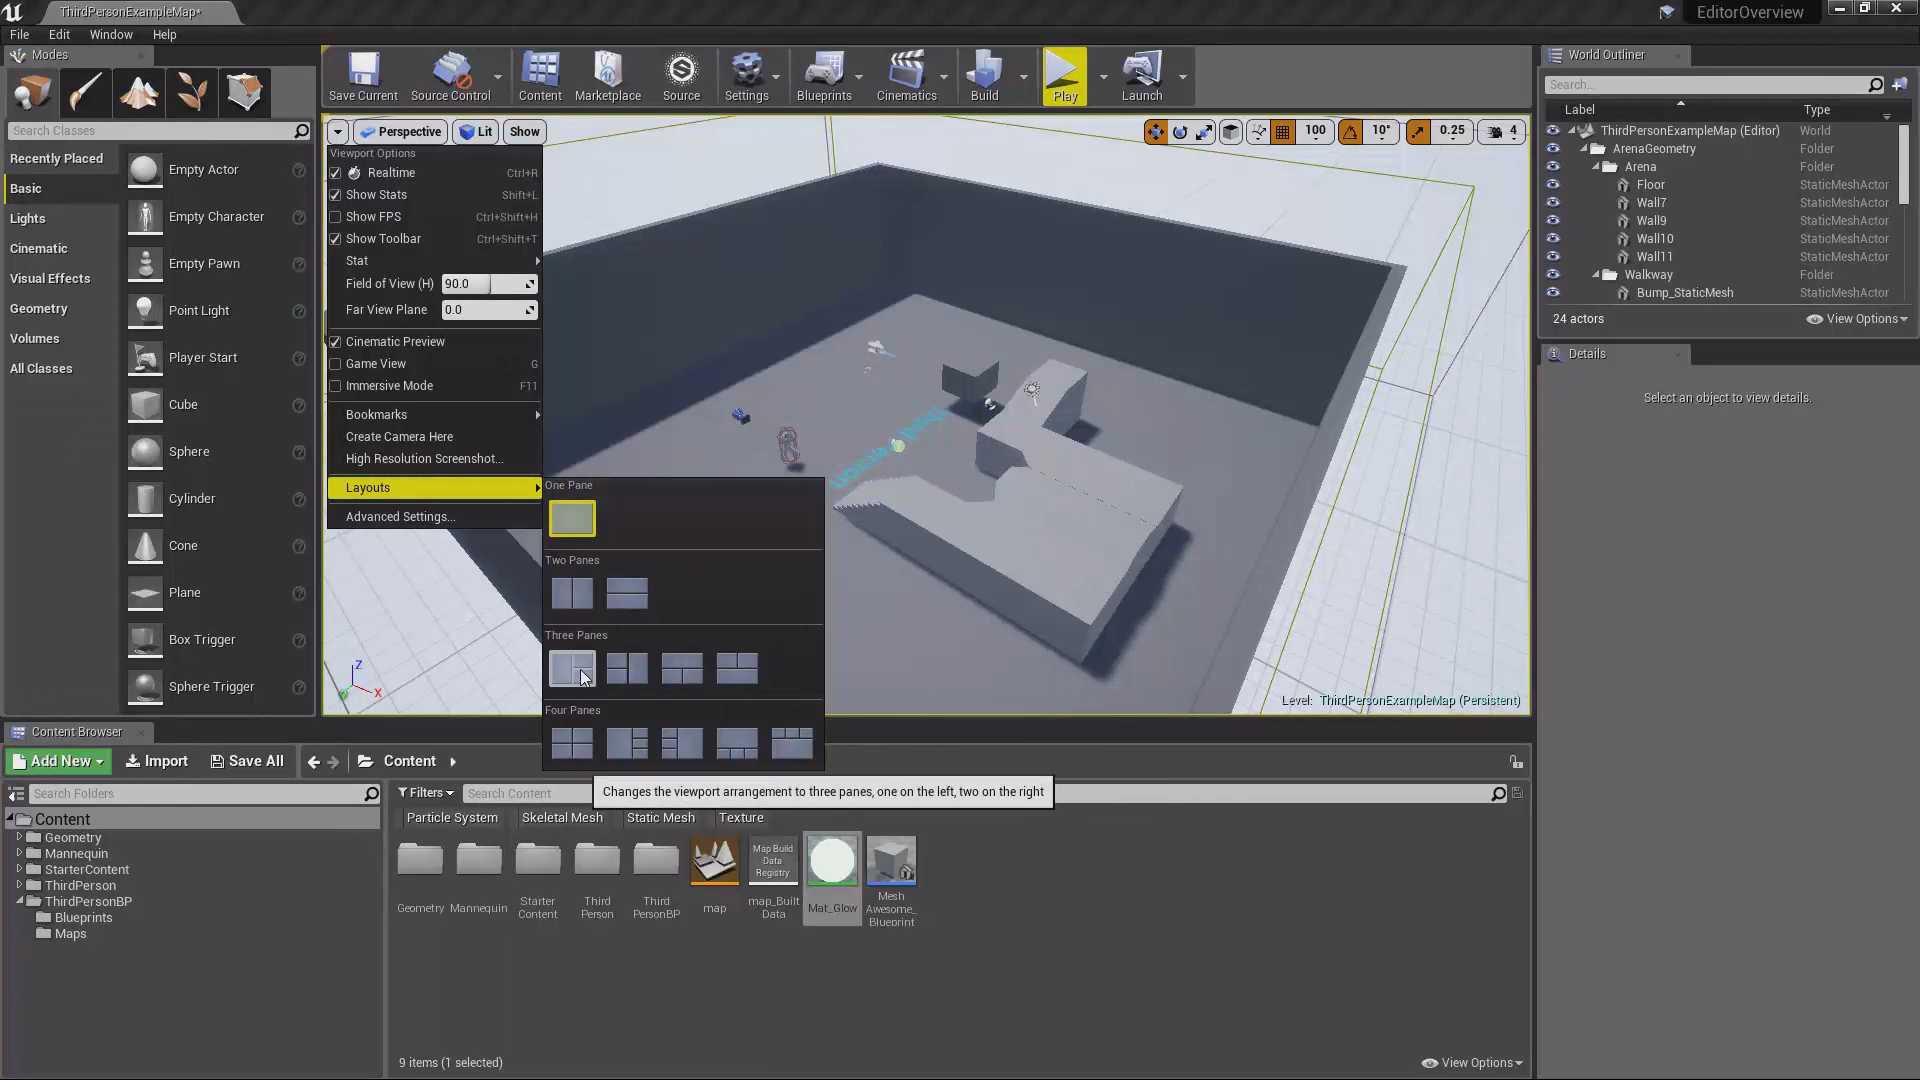 ThirdPersonExampleMap*
EditorOverview
File Edit Window Help
Modes
Search Classes
Recently Placed
Basic
Lights
Cinematic
Visual Effects
Geometry
Volumes
All Classes
Empty Actor
Empty Character
Empty Pawn
Point Light
Player Start
Cube
Sphere
Cylinder
Cone
Plane
Box Trigger
Sphere Trigger
Save Current Source Control Content Marketplace Source Settings Blueprints Cinematics Build Play Launch
Perspective Lit Show
100 10° 0.25 4
Viewport Options
Realtime Ctrl+R
Show Stats Shift+L
Show FPS Ctrl+Shift+H
Show Toolbar Ctrl+Shift+T
Stat
Field of View (H) 90.0
Far View Plane 0.0
Cinematic Preview
Game View G
Immersive Mode F11
Bookmarks
Create Camera Here
High Resolution Screenshot...
Layouts
Advanced Settings...
One Pane
Two Panes
Three Panes
Four Panes
Changes the viewport arrangement to three panes, one on the left, two on the right
Third Person
Z
X
Level: ThirdPersonExampleMap (Persistent)
World Outliner
Search...
Label Type
ThirdPersonExampleMap (Editor) World
ArenaGeometry Folder
Arena Folder
Floor StaticMeshActor
Wall7 StaticMeshActor
Wall9 StaticMeshActor
Wall10 StaticMeshActor
Wall11 StaticMeshActor
Walkway Folder
Bump_StaticMesh StaticMeshActor
24 actors View Options
Details
Select an object to view details.
Content Browser
Add New Import Save All Content
Search Folders
Content
Geometry
Mannequin
StarterContent
ThirdPerson
ThirdPersonBP
Blueprints
Maps
Filters Search Content
Particle System Skeletal Mesh Static Mesh Texture
Map Build
Data
Registry
Geometry
Mannequin
Starter
Content
Third
Person
Third
PersonBP
map
map_Built
Data
Mat_Glow
Mesh
Awesome_
Blueprint
9 items (1 selected) View Options